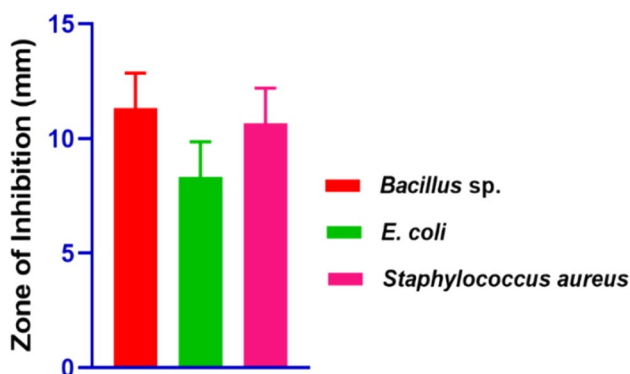 Zone of Inhibition (mm)
15
10
5
0
Bacillus sp.
E. coli
Staphylococcus aureus